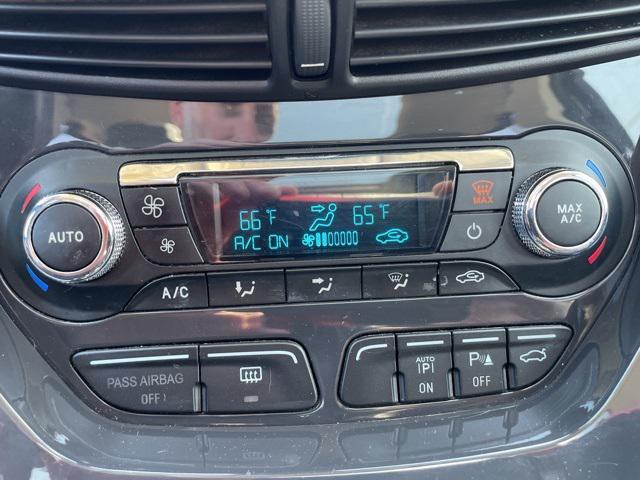 MAX
66°F 65°F
A/C ON
AUTO
MAX
A/C
A/C
PASS AIRBAG
OFF
AUTO
P
ON
P
OFF